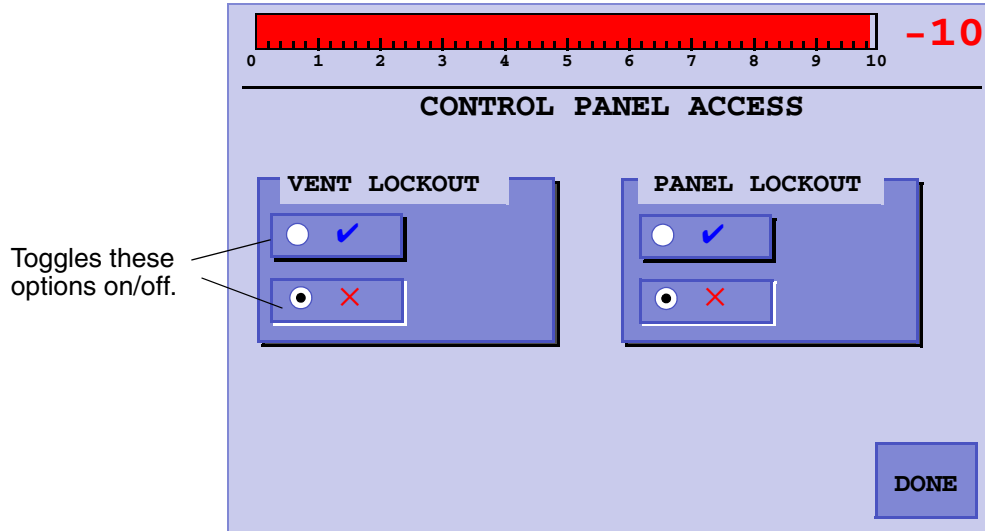 -10
0 1 2 3 4 5 6 7 8 9 10
CONTROL PANEL ACCESS
VENT LOCKOUT
PANEL LOCKOUT
✔
✔
Toggles these
options on/off.
✕
✕
DONE